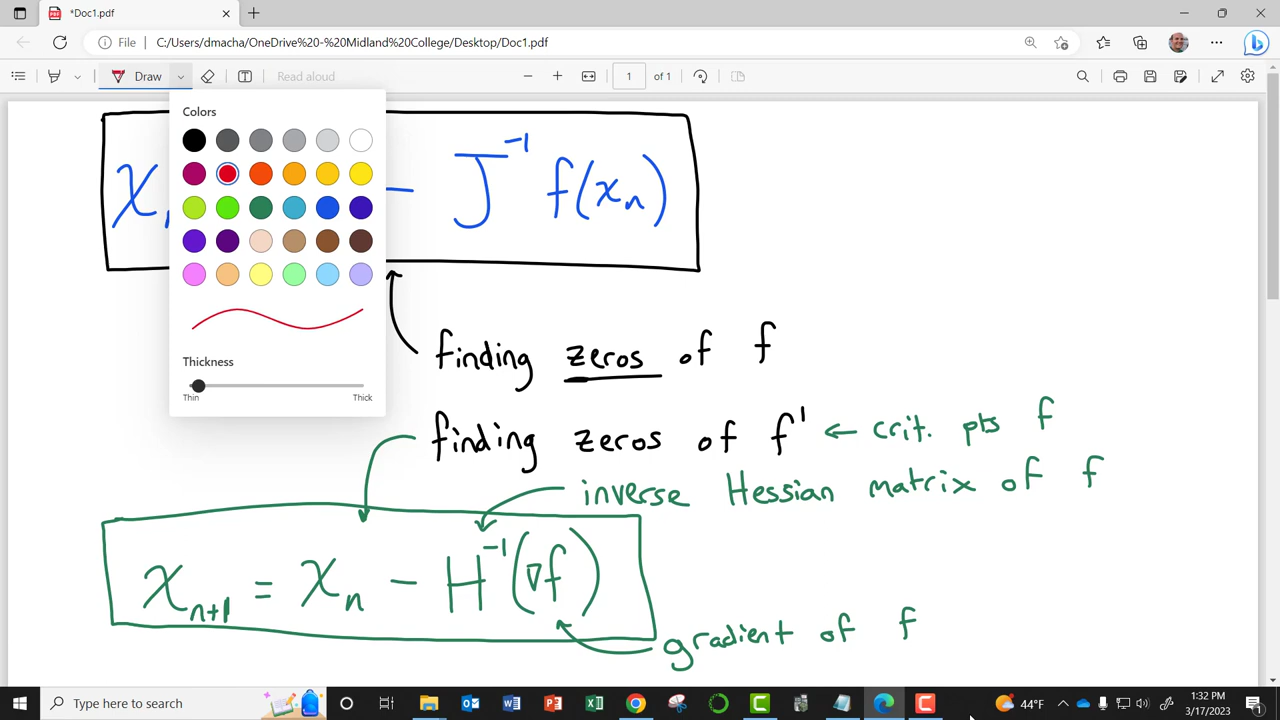 *Doc1.pdf
File C:/Users/dmacha/OneDrive%20-%20Midland%20College/Desktop/Doc1.pdf
Draw Read aloud 1 of 1
Colors
Thickness
Thin Thick
x − J⁻¹ f(xₙ)
finding zeros of f
finding zeros of f' ← crit. pts f
inverse Hessian matrix of f
xₙ₊₁ = xₙ − H⁻¹(∇f)
gradient of f
Type here to search
44°F
1:32 PM
3/17/2023